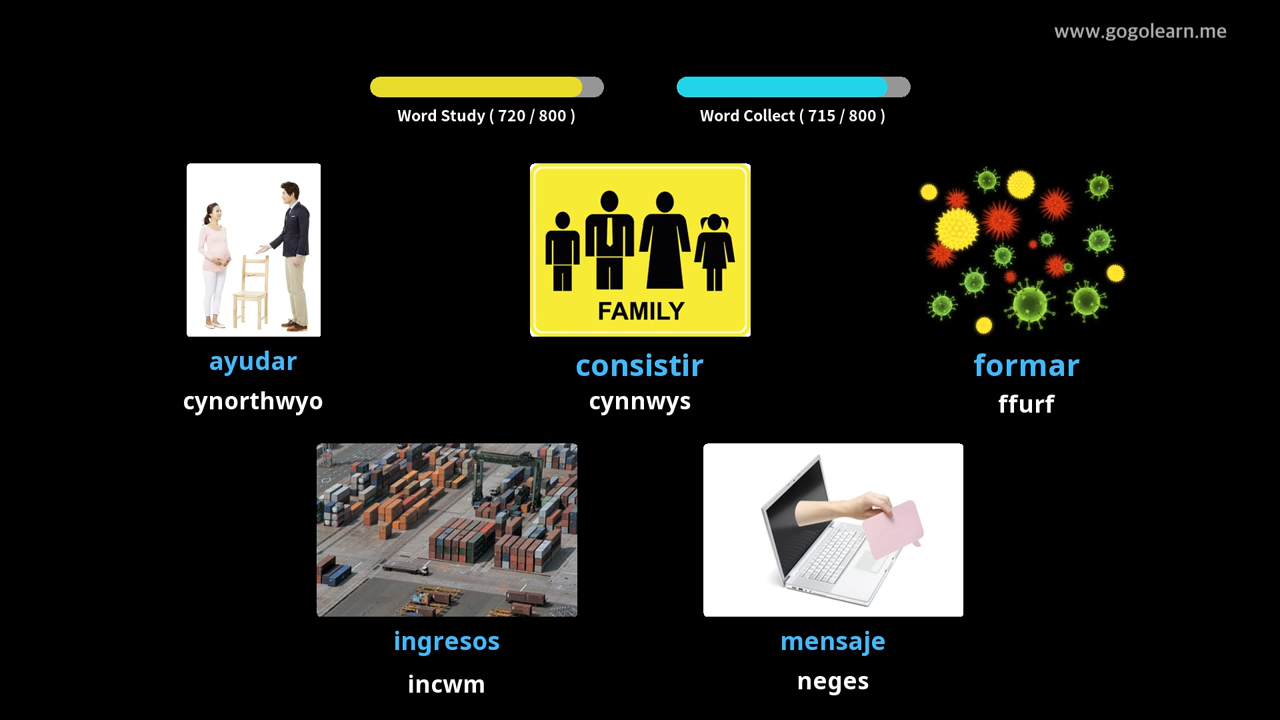 www.gogolearn.me
Word Study ( 720 / 800 )
Word Collect ( 715 / 800 )
FAMILY
ayudar
cynorthwyo
consistir
cynnwys
formar
ffurf
ingresos
incwm
mensaje
neges